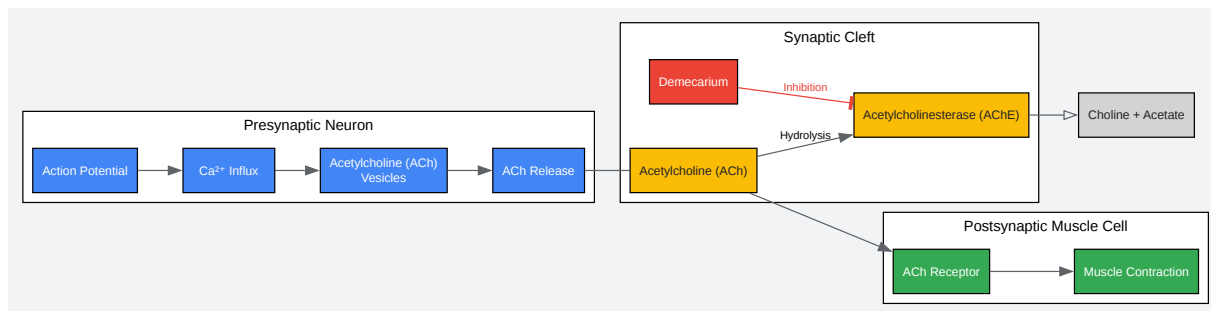 Synaptic Cleft
Demecarium
Inhibition
Acetylcholinesterase (AChE)
Choline + Acetate
Hydrolysis
Presynaptic Neuron
Action Potential
Ca²⁺ Influx
Acetylcholine (ACh)
Vesicles
ACh Release
Acetylcholine (ACh)
Postsynaptic Muscle Cell
ACh Receptor
Muscle Contraction